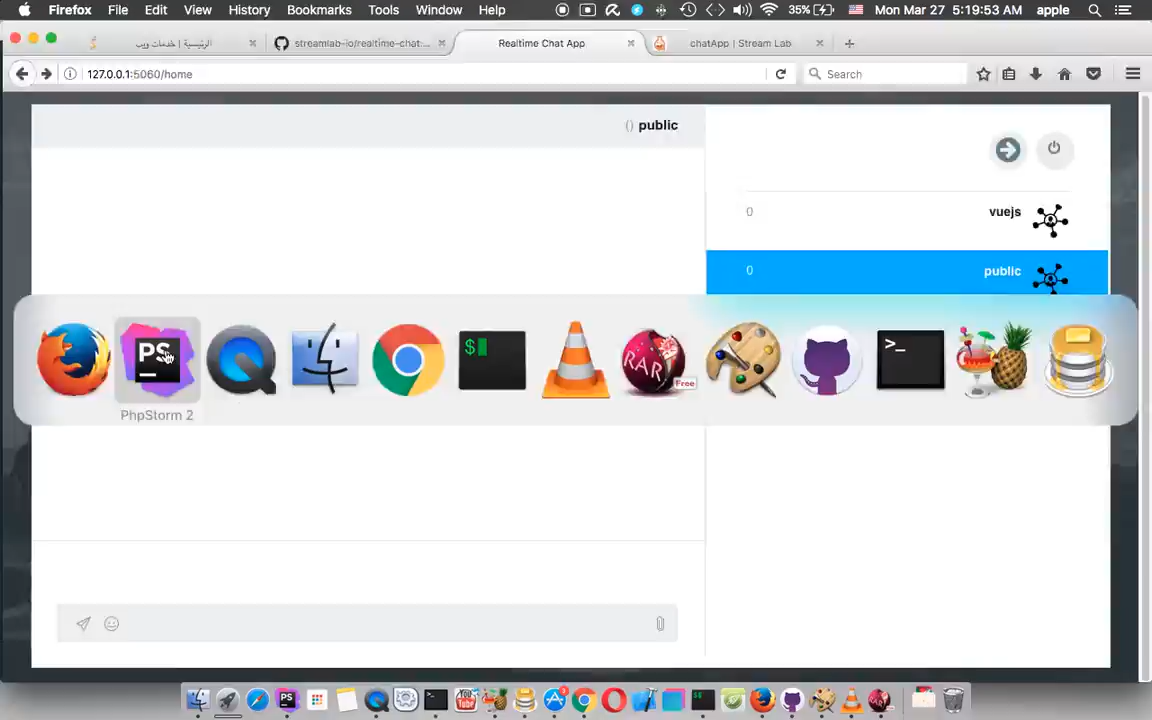 Firefox File Edit View History Bookmarks Tools Window Help 35% Mon Mar 27 5:19:53 AM apple
الرئيسية | خدمات ويب streamlab-io/realtime-chat:... Realtime Chat App chatApp | Stream Lab
127.0.0.1:5060/home Search
() public
0 vuejs
0 public
PS
$
RAR
Free
>_
PhpStorm 2